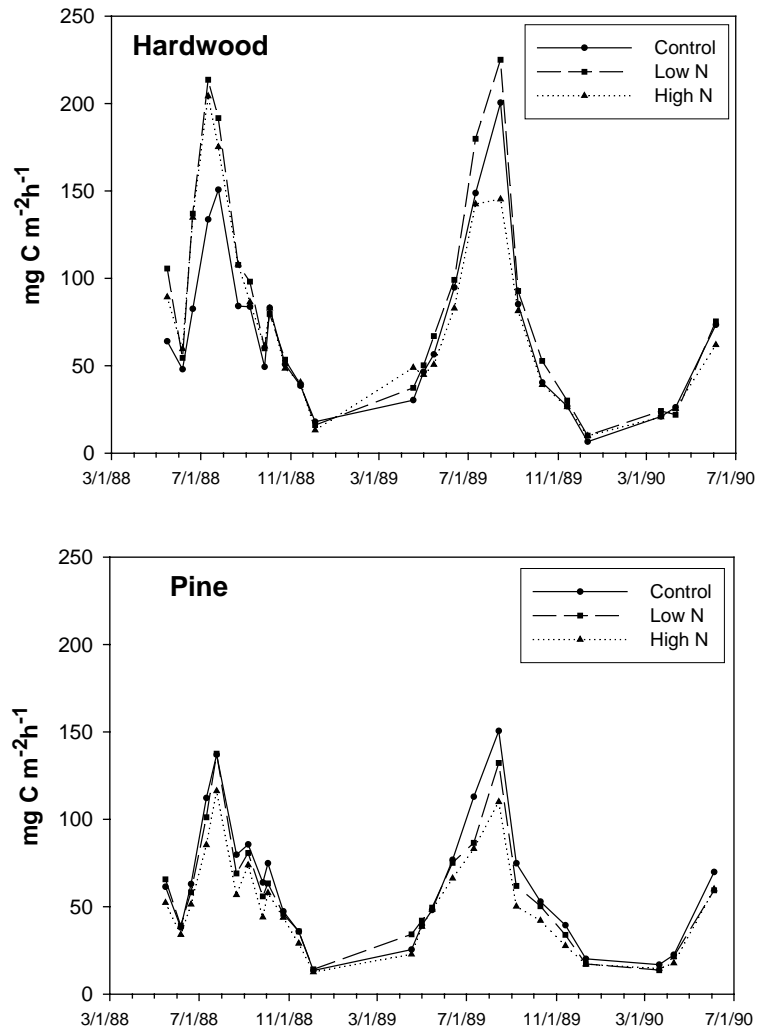 Hardwood
Control
Low N
High N
mg C m⁻²h⁻¹
250
200
150
100
50
0
3/1/88 7/1/88 11/1/88 3/1/89 7/1/89 11/1/89 3/1/90 7/1/90
Pine
Control
Low N
High N
mg C m⁻²h⁻¹
250
200
150
100
50
0
3/1/88 7/1/88 11/1/88 3/1/89 7/1/89 11/1/89 3/1/90 7/1/90